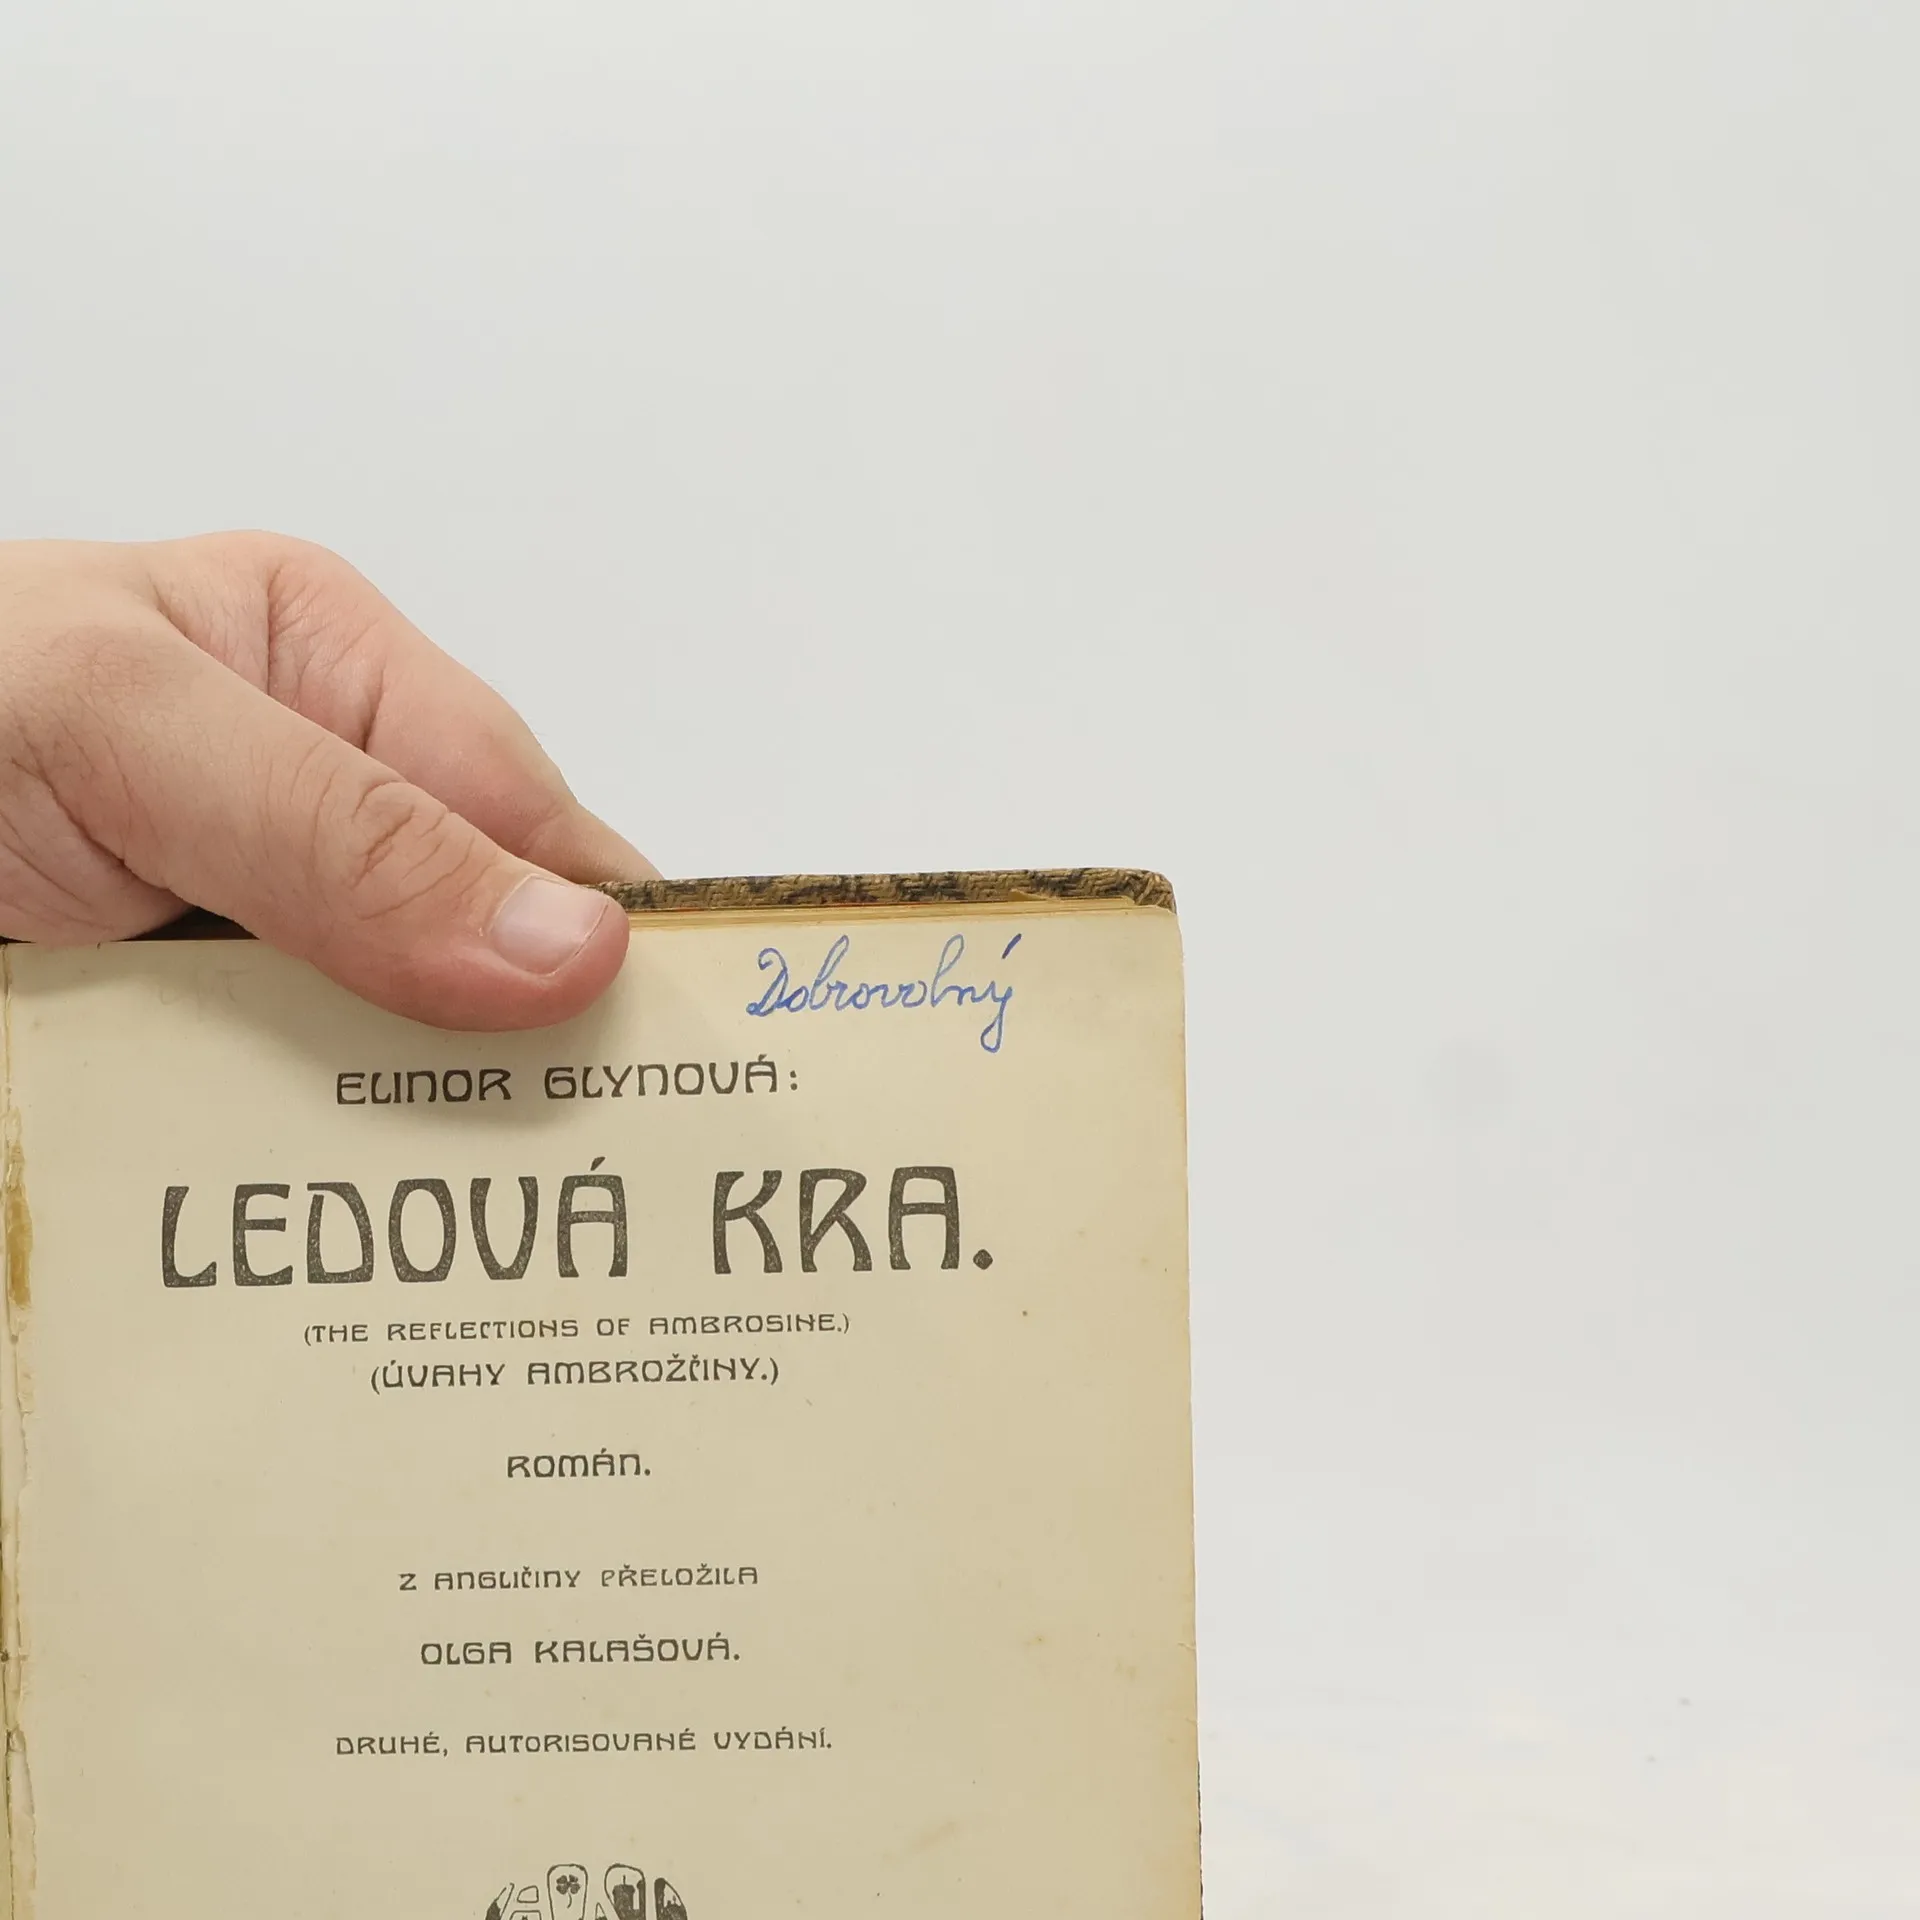 Dobrovolný
ELINOR GLYNOVÁ:
LEDOVÁ KRA.
(THE REFLECTIONS OF AMBROSINE.)
(ÚVAHY AMBROŽČINY.)
ROMÁN.
Z ANGLIČINY PŘELOŽILA
OLGA KALAŠOVÁ.
DRUHÉ, AUTORISOVANÉ VYDÁNÍ.